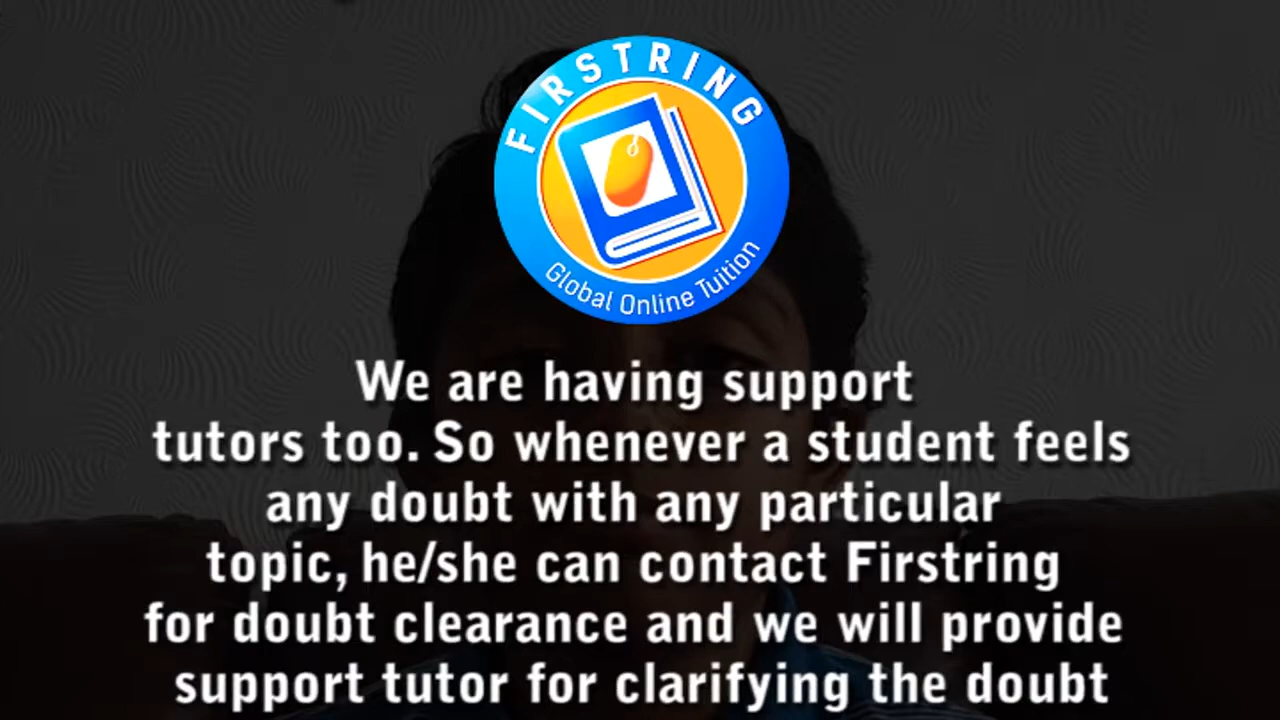 FIRSTRING
Global Online Tuition
We are having support
tutors too. So whenever a student feels
any doubt with any particular
topic, he/she can contact Firstring
for doubt clearance and we will provide
support tutor for clarifying the doubt